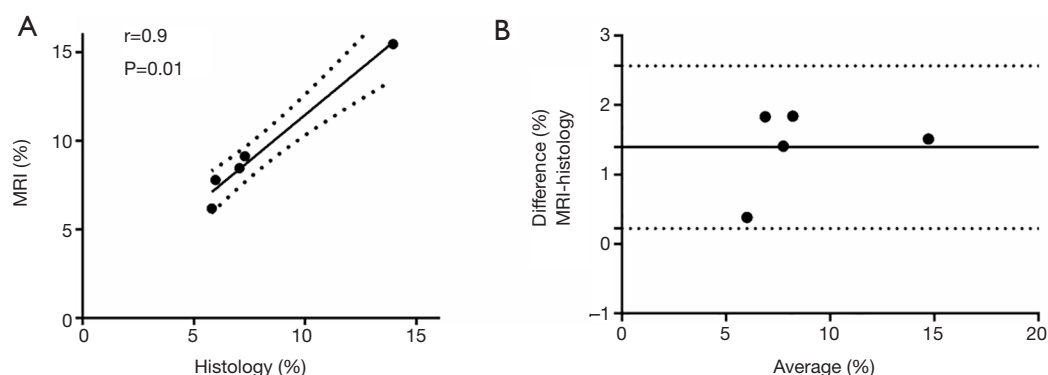 A
r=0.9
P=0.01
15
10
5
0
MRI (%)
0
5
10
15
Histology (%)
B
3
2
1
0
–1
Difference (%)
MRI-histology
0
5
10
15
20
Average (%)